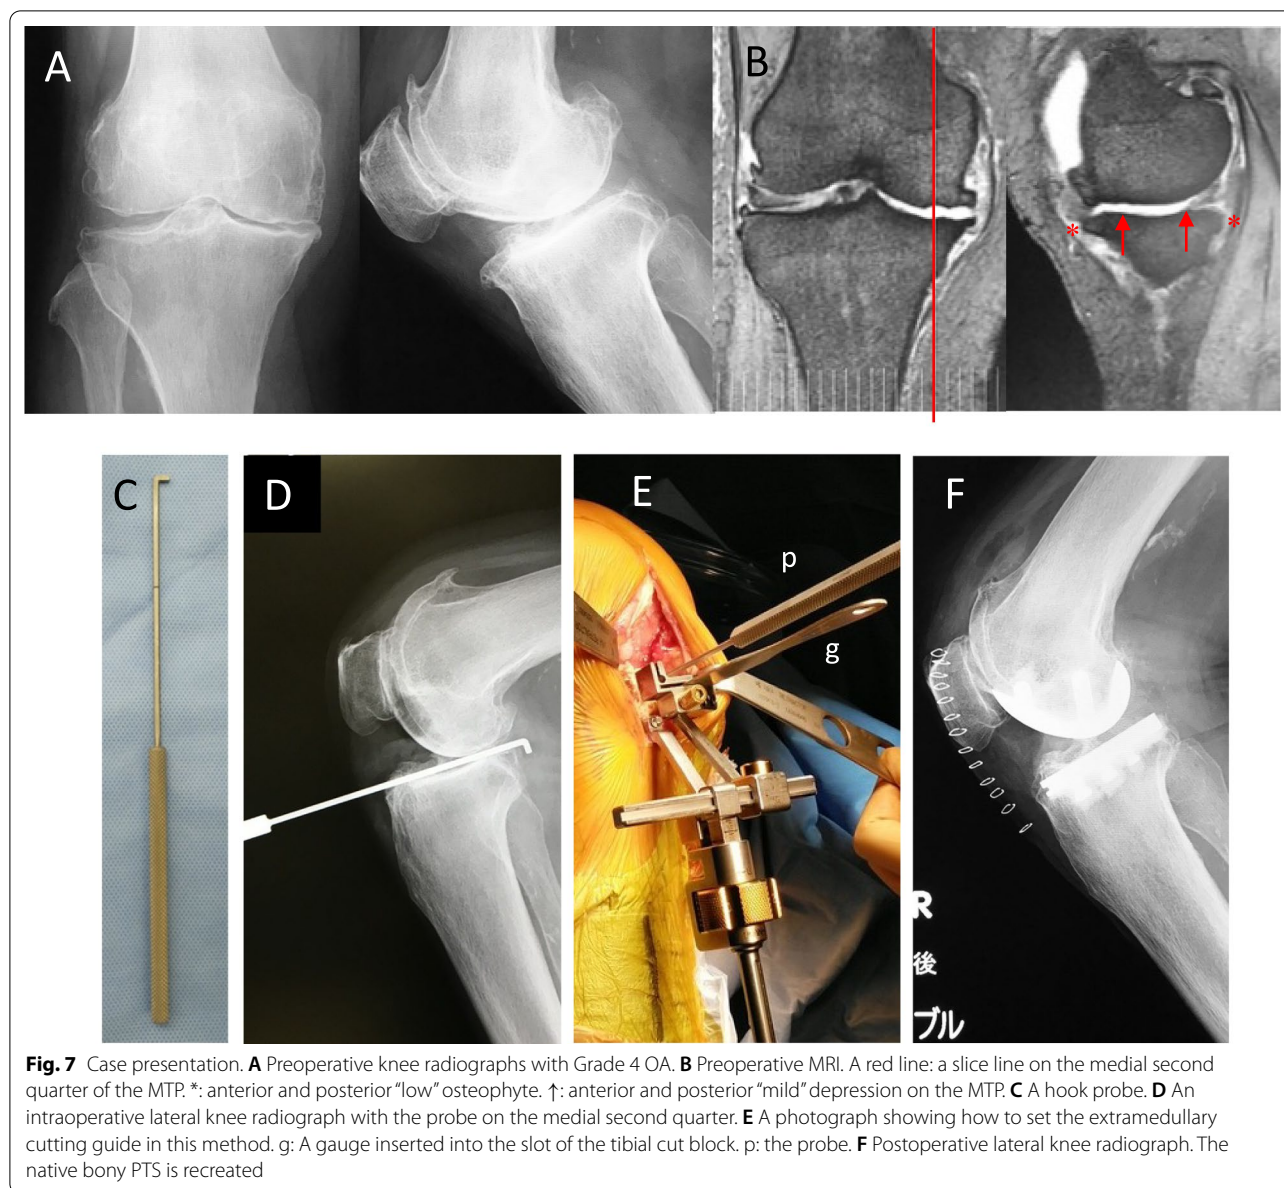 A
B
*
*
C
D
E
p
g
F
R
後
ブル
Fig. 7 Case presentation. A Preoperative knee radiographs with Grade 4 OA. B Preoperative MRI. A red line: a slice line on the medial second
quarter of the MTP. *: anterior and posterior “low” osteophyte. ↑: anterior and posterior “mild” depression on the MTP. C A hook probe. D An
intraoperative lateral knee radiograph with the probe on the medial second quarter. E A photograph showing how to set the extramedullary
cutting guide in this method. g: A gauge inserted into the slot of the tibial cut block. p: the probe. F Postoperative lateral knee radiograph. The
native bony PTS is recreated